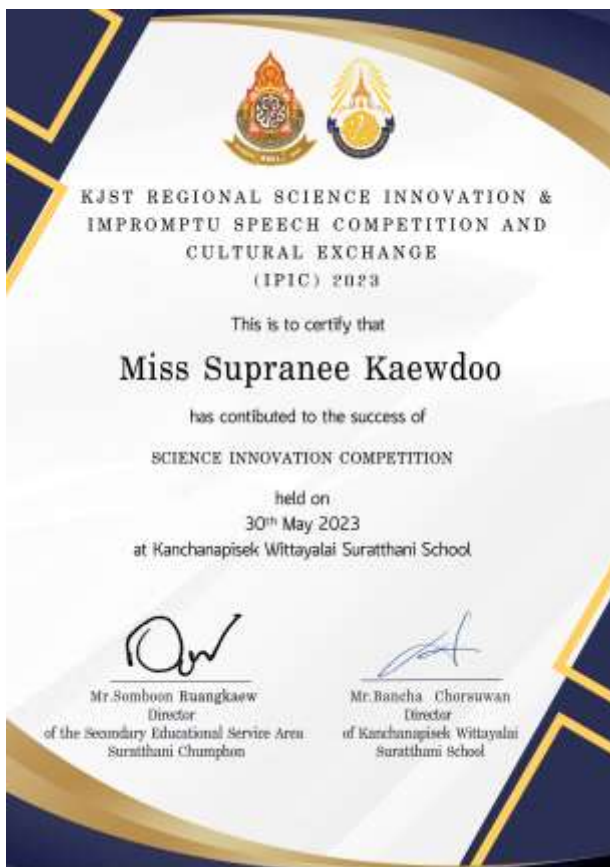 KJST REGIONAL SCIENCE INNOVATION &
IMPROMPTU SPEECH COMPETITION AND
CULTURAL EXCHANGE
(IPIC) 2023
This is to certify that
Miss Supranee Kaewdoo
has contibuted to the success of
SCIENCE INNOVATION COMPETITION
held on
30th May 2023
at Kanchanapisek Wittayalai Suratthani School
Mr.Somboon Ruangkaew
Director
of the Secondary Educational Service Area
Suratthani Chumphon
Mr.Bancha Chorsuwan
Director
of Kanchanapisek Wittayalai
Suratthani School